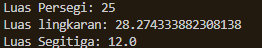 Luas Persegi: 25
Luas lingkaran: 28.274333882308138
Luas Segitiga: 12.0